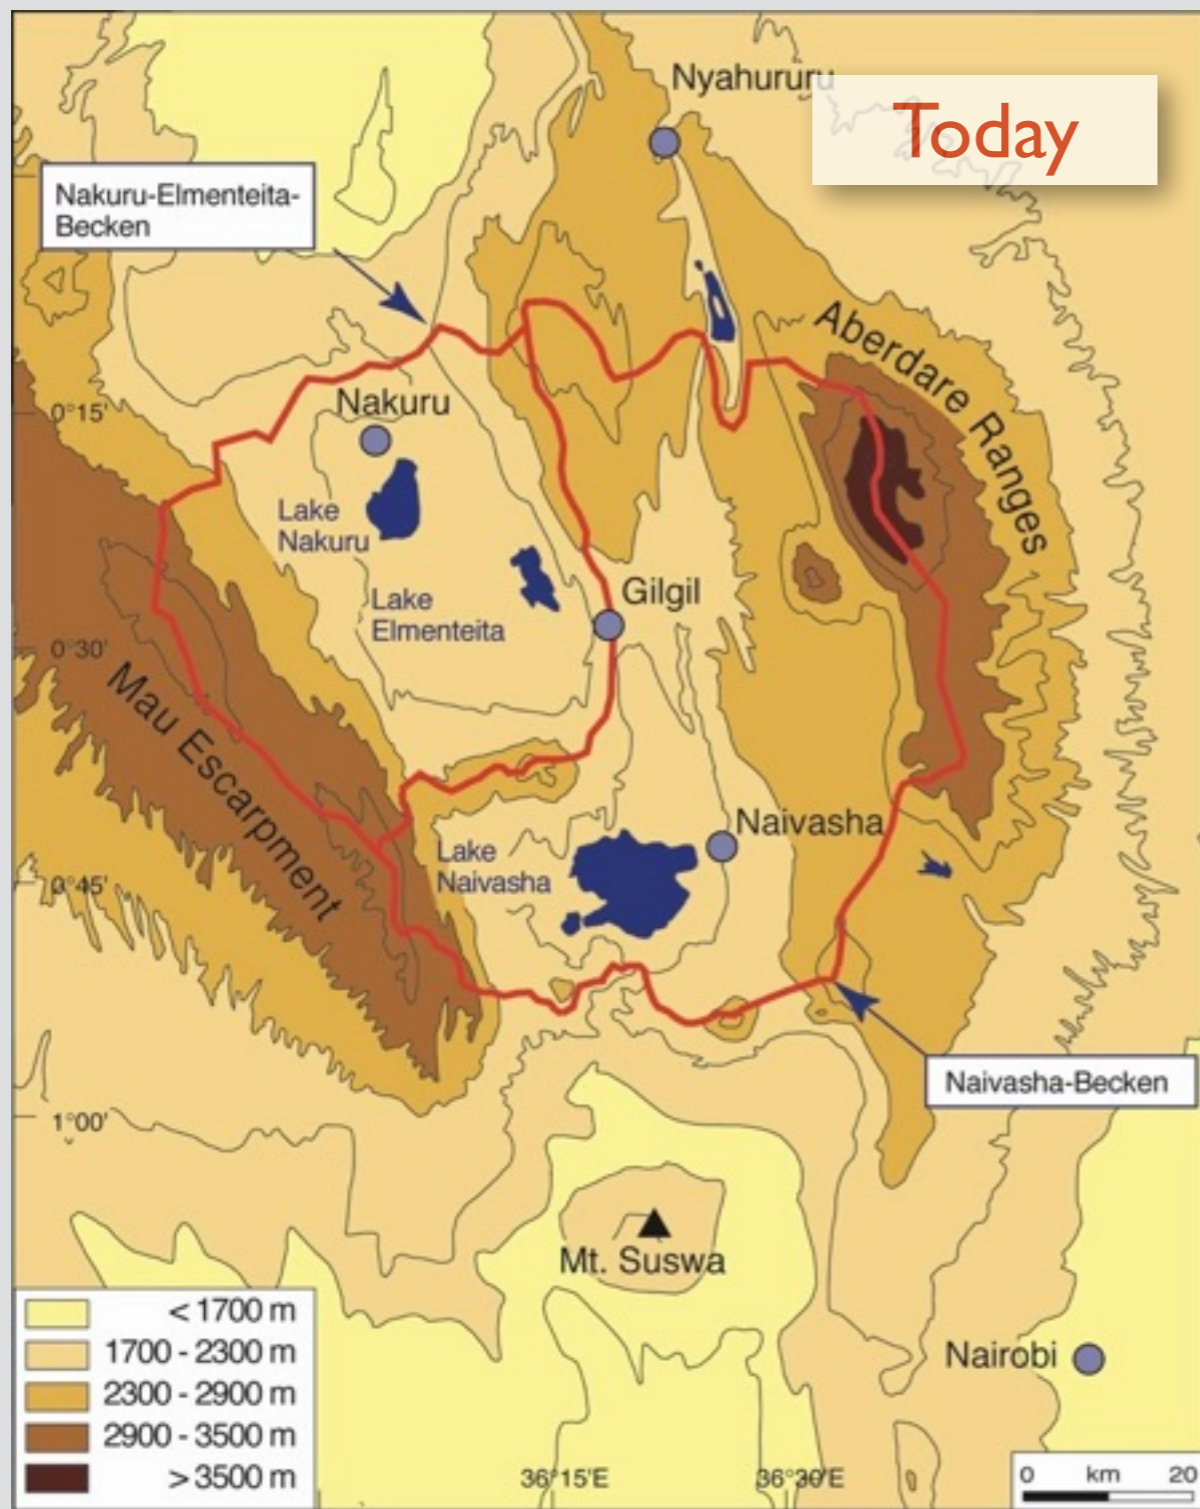 Nyahururu
Today
Nakuru-Elmenteita-
Becken
Aberdare Ranges
0°15'
Nakuru
Lake
Nakuru
Lake
Elmenteita
Gilgil
0°30'
Mau Escarpment
Naivasha
Lake
Naivasha
0°45'
Naivasha-Becken
1°00'
Mt. Suswa
< 1700 m
1700 - 2300 m
2300 - 2900 m
2900 - 3500 m
> 3500 m
Nairobi
36°15'E
36°30'E
0 km 20